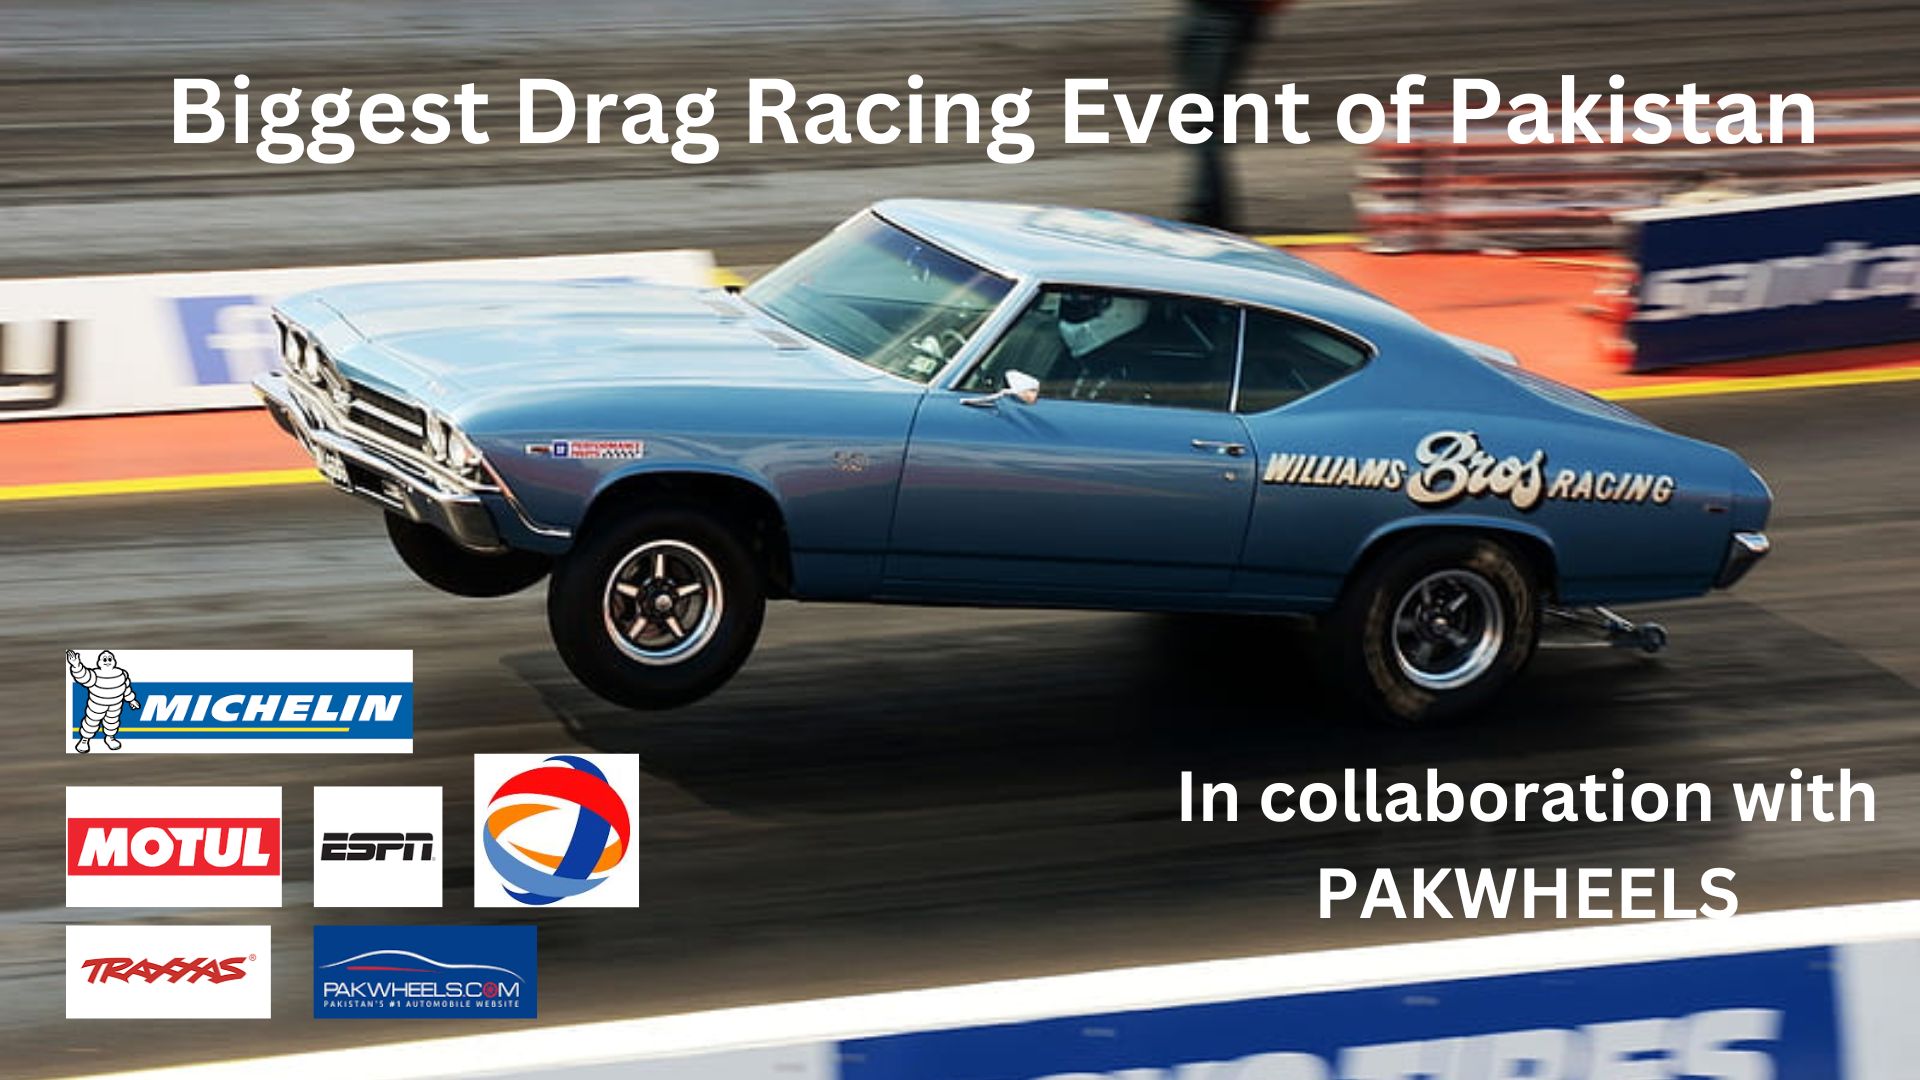 Biggest Drag Racing Event of Pakistan
PERFORMANCE
WILLIAMS Bros RACING
MICHELIN
MOTUL
ESPN
TRAXXAS®
PAKWHEELS.COM
PAKISTAN'S #1 AUTOMOBILE WEBSITE
In collaboration with
PAKWHEELS